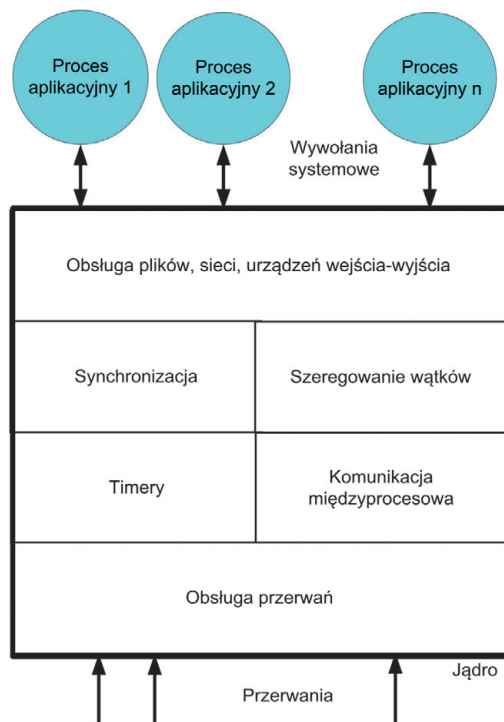 Proces
aplikacyjny 1
Proces
aplikacyjny 2
Proces
aplikacyjny n
Wywołania
systemowe
Obsługa plików, sieci, urządzeń wejścia-wyjścia
Synchronizacja
Szeregowanie wątków
Timery
Komunikacja
międzyprocesowa
Obsługa przerwań
Jądro
Przerwania